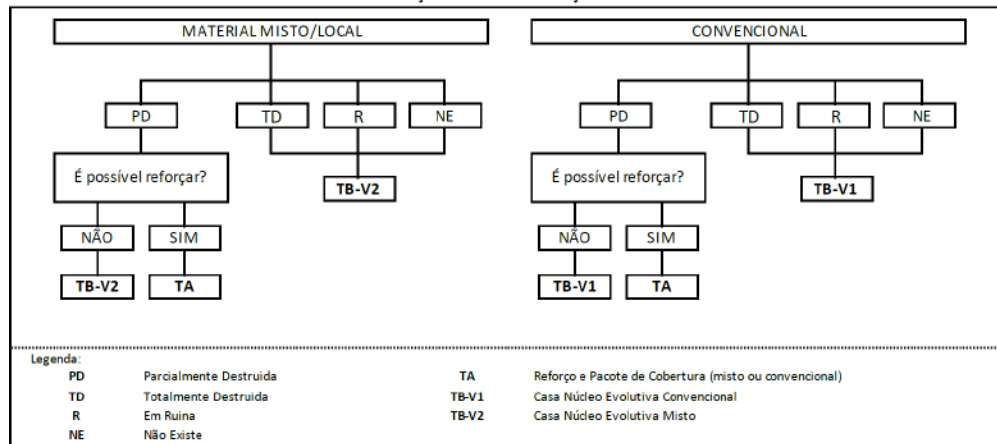 MATERIAL MISTO/LOCAL
PD
TD
R
NE
É possível reforçar?
TB-V2
NÃO
SIM
TB-V2
TA
CONVENCIONAL
PD
TD
R
NE
É possível reforçar?
TB-V1
NÃO
SIM
TB-V1
TA
Legenda:
PD Parcialmente Destruida
TD Totalmente Destruida
R Em Ruina
NE Não Existe
TA Reforço e Pacote de Cobertura (misto ou convencional)
TB-V1 Casa Núcleo Evolutiva Convencional
TB-V2 Casa Núcleo Evolutiva Misto